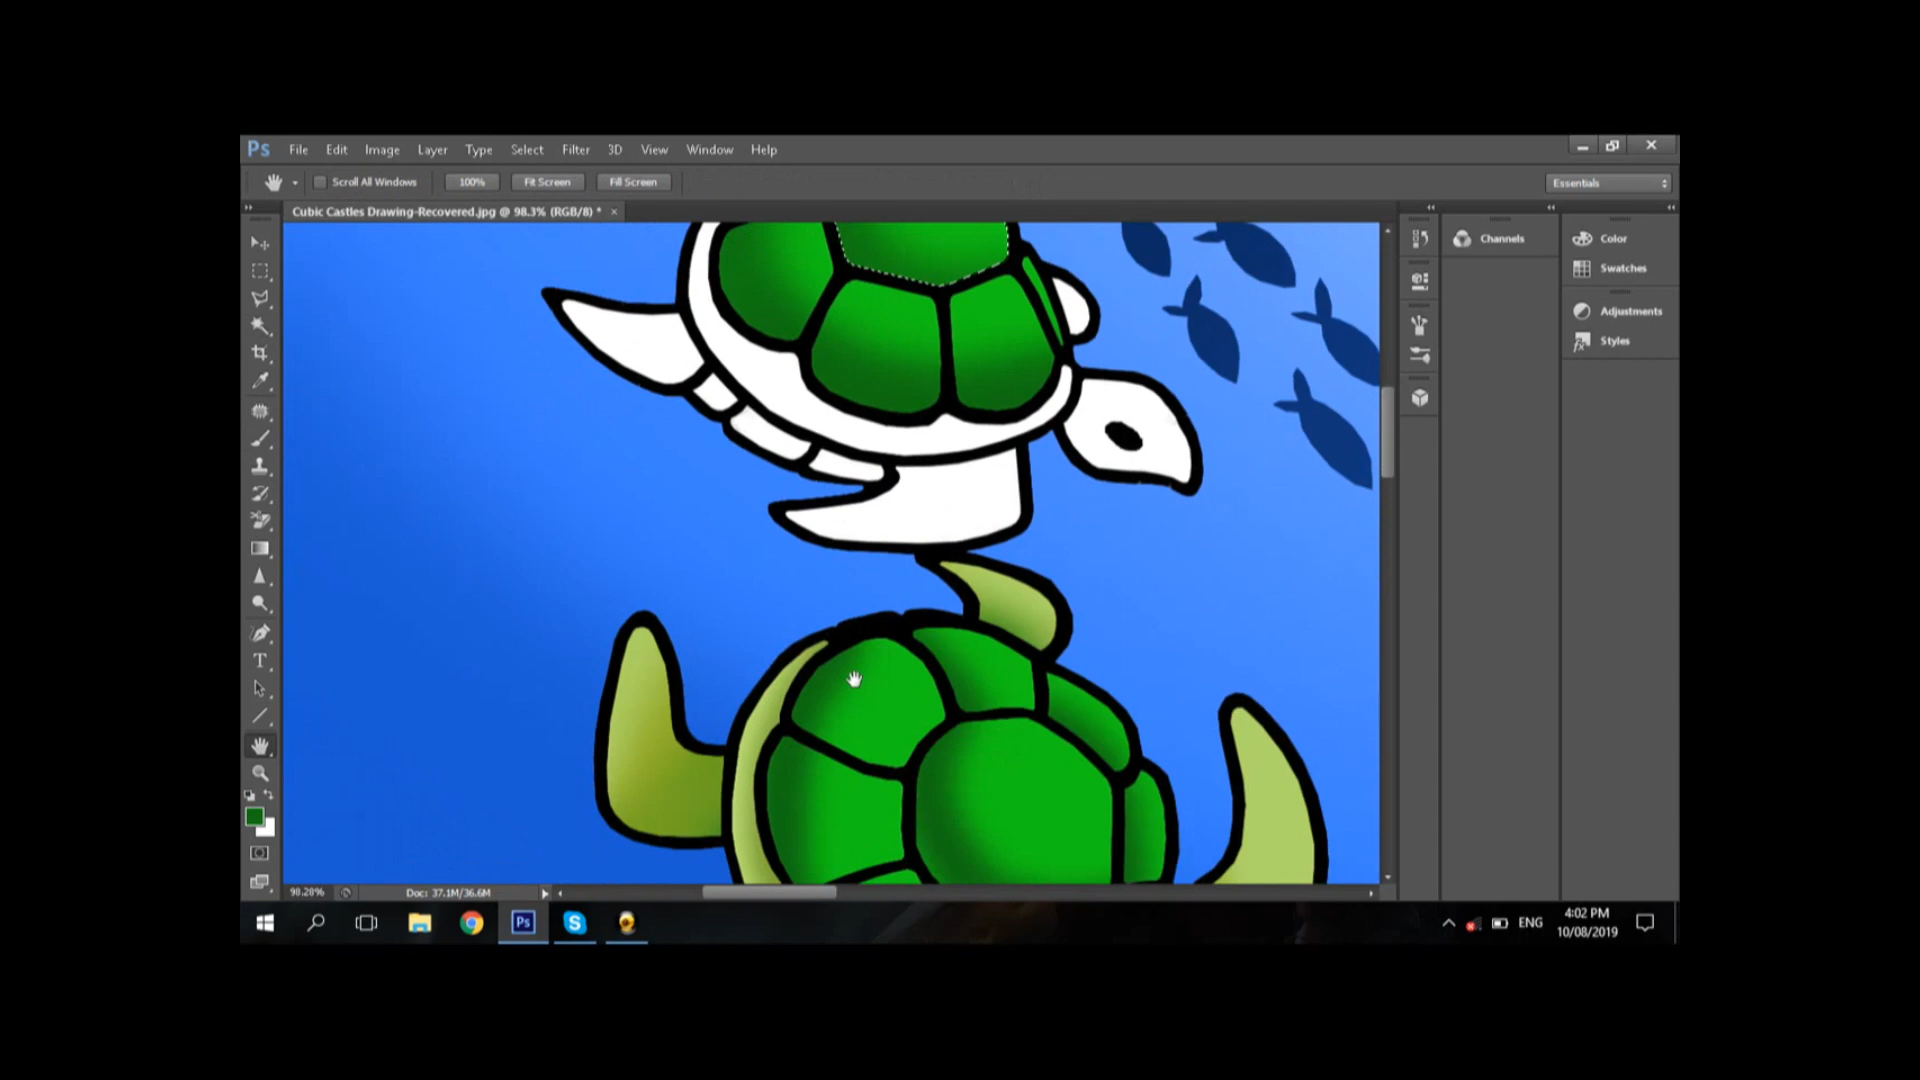 Ps File Edit Image Layer Type Select Filter 3D View Window Help
Scroll All Windows 100% Fit Screen Fill Screen Essentials
Cubic Castles Drawing-Recovered.jpg @ 98.3% (RGB/8) * ×
Channels
Color
Swatches
Adjustments
Styles
T
98.28% Doc: 37.1M/36.6M
Ps
ENG
4:02 PM
10/08/2019